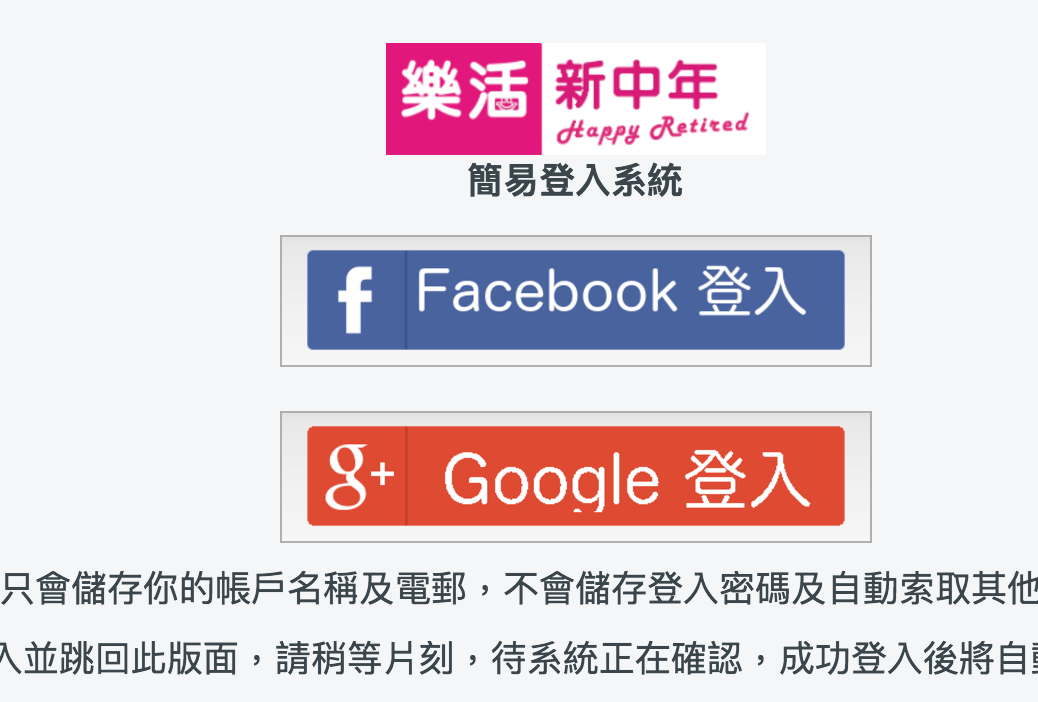 樂活 新中年
Happy Retired
簡易登入系統
f Facebook 登入
g+ Google 登入
只會儲存你的帳戶名稱及電郵，不會儲存登入密碼及自動索取其他
入並跳回此版面，請稍等片刻，待系統正在確認，成功登入後將自動